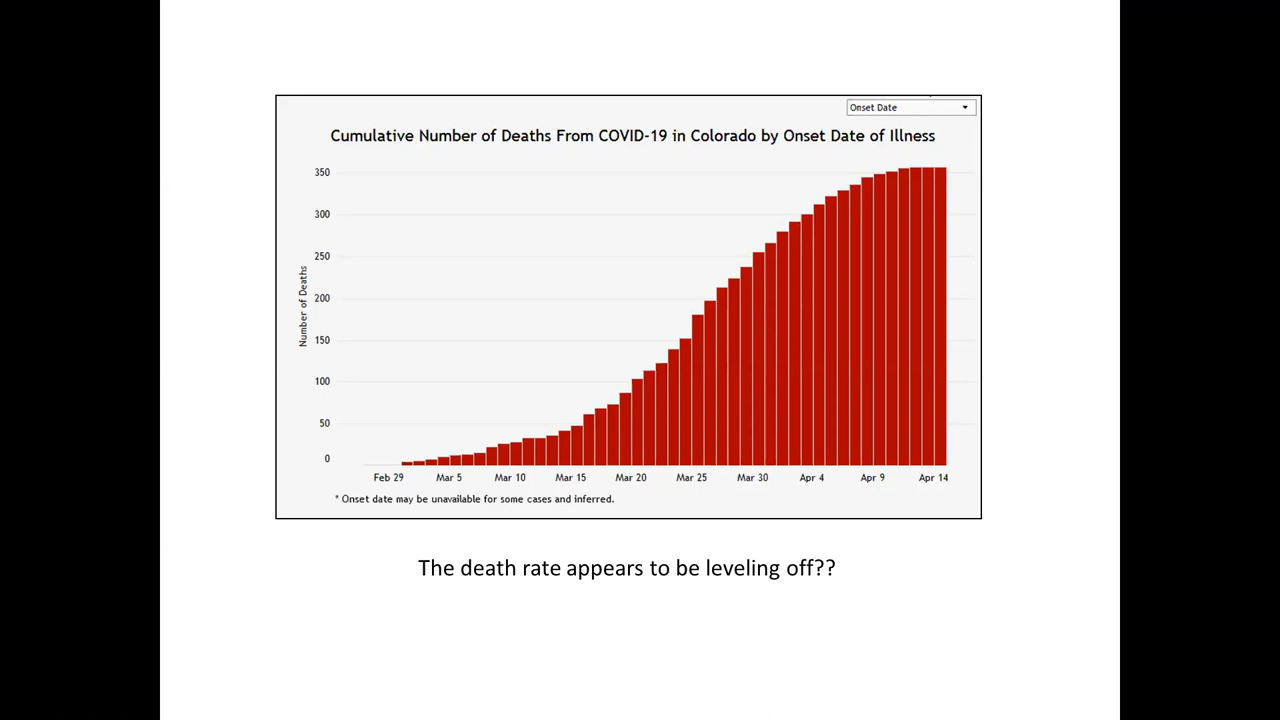 Onset Date
Cumulative Number of Deaths From COVID-19 in Colorado by Onset Date of Illness
350
300
250
200
150
100
50
0
Number of Deaths
Feb 29 Mar 5 Mar 10 Mar 15 Mar 20 Mar 25 Mar 30 Apr 4 Apr 9 Apr 14
* Onset date may be unavailable for some cases and inferred.
The death rate appears to be leveling off??